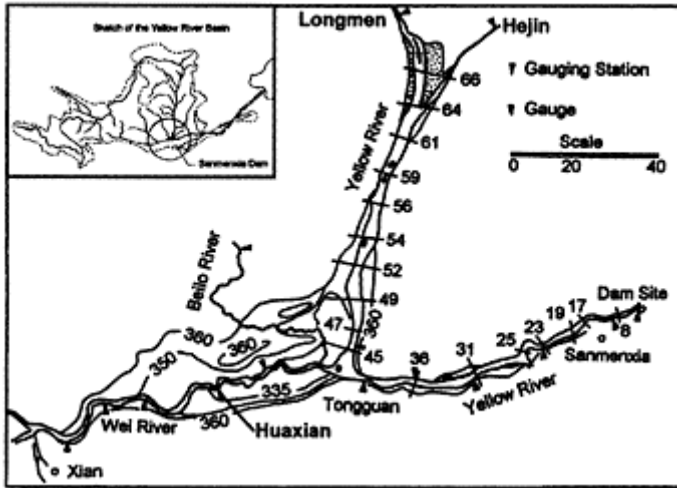 Sketch of the Yellow River Basin
Sanmenxia Dam
Longmen
Hejin
Gauging Station
Gauge
Scale
0 20 40
66
64
61
Yellow River
59
56
54
52
49
47
45
360
Beilo River
360
350
360
335
360
Wei River
Huaxian
Xian
Tongguan
36
31
25
23
19
17
8
Dam Site
Sanmenxia
Yellow River